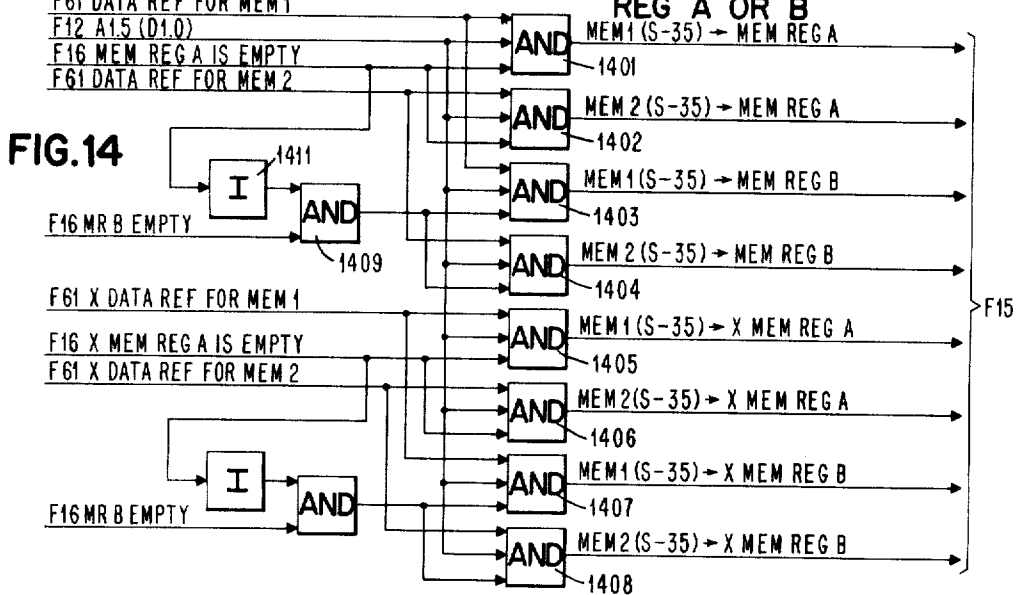 F61 DATA REF FOR MEM 1
REG A OR B
F12 A1.5 (D1.0)
AND
MEM1 (S-35) → MEM REG A
1401
F16 MEM REG A IS EMPTY
F61 DATA REF FOR MEM 2
AND
MEM 2 (S-35) → MEM REG A
1402
FIG.14
1411
I
AND
MEM1 (S-35) → MEM REG B
1403
F16 MR B EMPTY
AND
1409
AND
MEM 2 (S-35) → MEM REG B
1404
F61 X DATA REF FOR MEM 1
F15
AND
MEM1 (S-35) → X MEM REG A
1405
F16 X MEM REG A IS EMPTY
F61 X DATA REF FOR MEM 2
AND
MEM 2 (S-35) → X MEM REG A
1406
I
AND
MEM1 (S-35) → X MEM REG B
1407
F16 MR B EMPTY
AND
AND
MEM2 (S-35) → X MEM REG B
1408